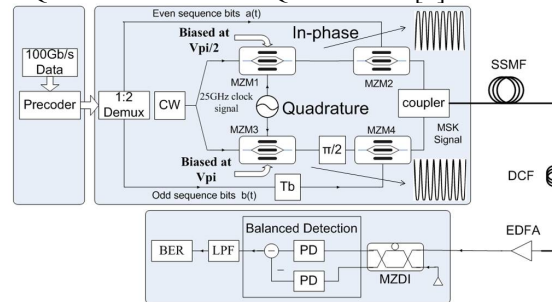 Even sequence bits a(t)
In-phase
Biased at
Vpi/2
100Gb/s
Data
MZM1
MZM2
SSMF
Precoder
1:2
Demux
CW
25GHz clock
signal
Quadrature
coupler
MZM3
MZM4
MSK
Signal
π/2
Biased at
Vpi
Tb
DCF
Odd sequence bits b(t)
Balanced Detection
EDFA
BER
LPF
PD
PD
MZDI